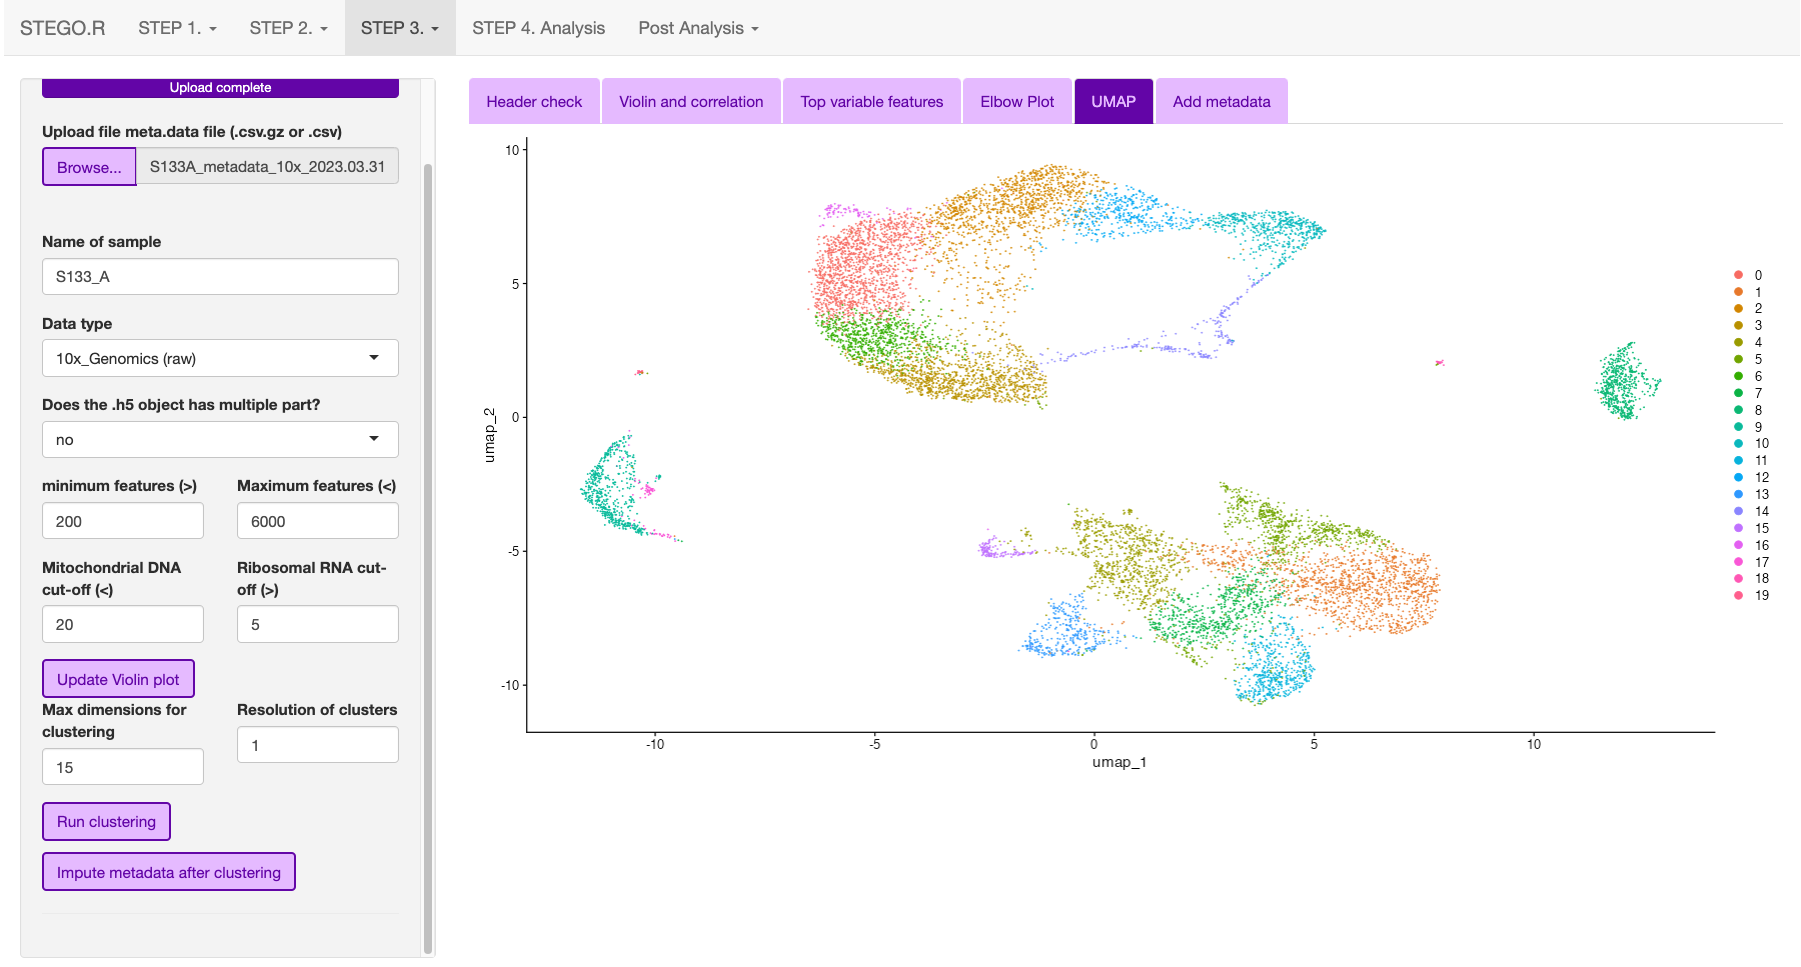 STEGO.R STEP 1. STEP 2. STEP 3. STEP 4. Analysis Post Analysis
Upload complete
Upload file meta.data file (.csv.gz or .csv)
Browse... S133A_metadata_10x_2023.03.31
Name of sample
S133_A
Data type
10x_Genomics (raw)
Does the .h5 object has multiple part?
no
minimum features (>) Maximum features (<)
200 6000
Mitochondrial DNA cut-off (<) Ribosomal RNA cut-off (>)
20 5
Update Violin plot
Max dimensions for clustering Resolution of clusters
15 1
Run clustering
Impute metadata after clustering
Header check Violin and correlation Top variable features Elbow Plot UMAP Add metadata
10
5
0
-5
-10
umap_2
-10 -5 0 5 10
umap_1
0
1
2
3
4
5
6
7
8
9
10
11
12
13
14
15
16
17
18
19